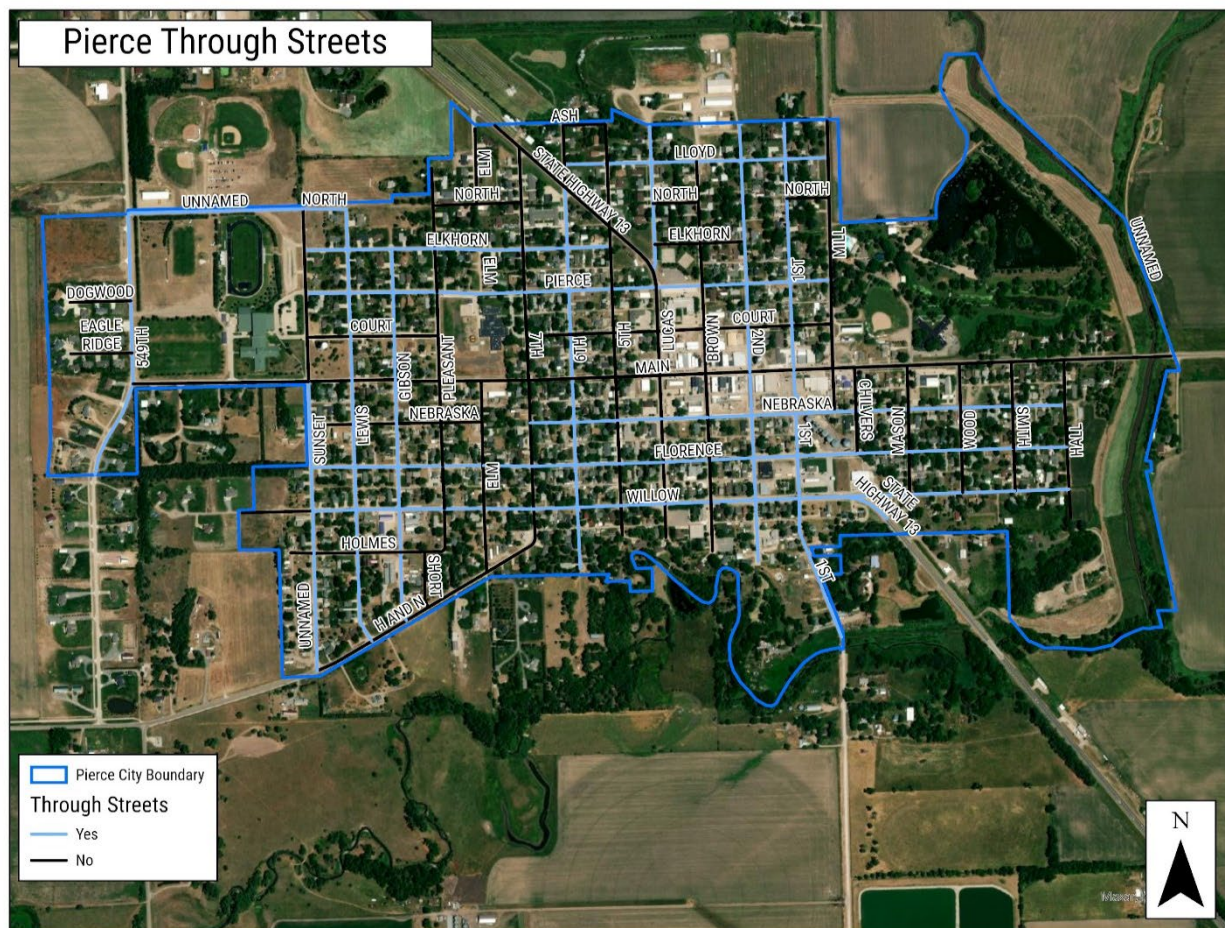 Pierce Through Streets
ASH
LLOYD
ELM
STATE HIGHWAY 13
NORTH
NORTH
NORTH
UNNAMED
NORTH
ELKHORN
ELKHORN
MILL
UNNAMED
ELM
PIERCE
1ST
DOGWOOD
EAGLE
RIDGE
549TH
COURT
COURT
GIBSON
PLEASANT
7TH
6TH
5TH
LUCAS
BROWN
2ND
MAIN
SUNSET
LEWIS
NEBRASKA
NEBRASKA
CHILVERS
MASON
WOOD
SMITH
HALL
1ST
FLORENCE
ELM
WILLOW
STATE
HIGHWAY 13
HOLMES
SHORT
1ST
UNNAMED
H AND N
Pierce City Boundary
Through Streets
Yes
No
N
Maxar